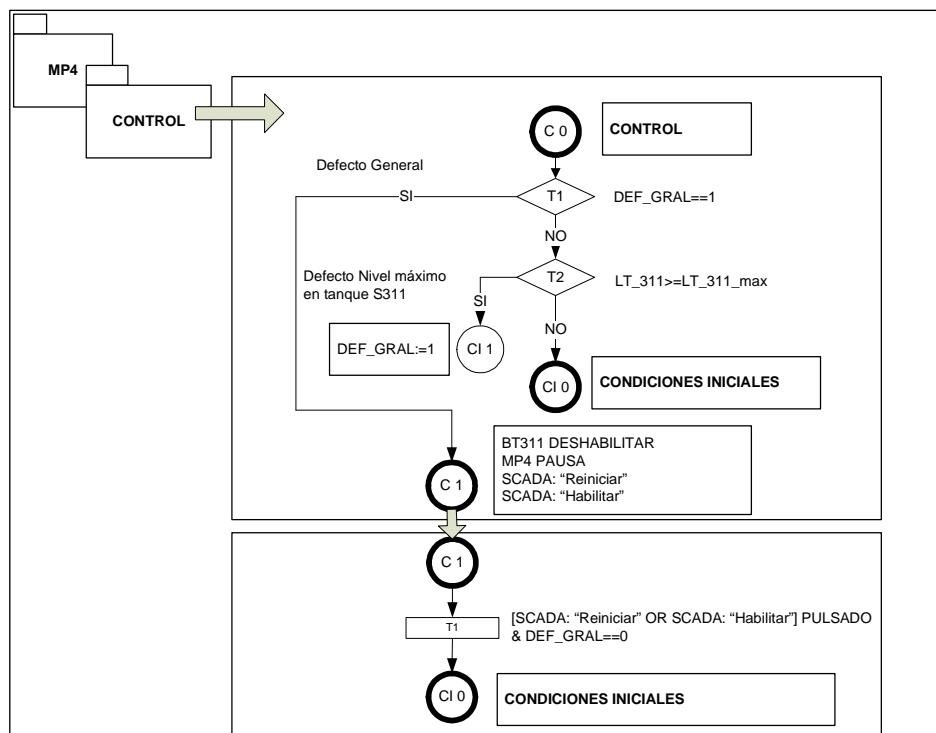 MP4
CONTROL
C 0
CONTROL
Defecto General
SI
T1
DEF_GRAL==1
NO
Defecto Nivel máximo
en tanque S311
T2
LT_311>=LT_311_max
SI
NO
DEF_GRAL:=1
CI 1
CI 0
CONDICIONES INICIALES
BT311 DESHABILITAR
MP4 PAUSA
SCADA: “Reiniciar”
SCADA: “Habilitar”
C 1
C 1
T1
[SCADA: “Reiniciar” OR SCADA: “Habilitar”] PULSADO
& DEF_GRAL==0
CI 0
CONDICIONES INICIALES